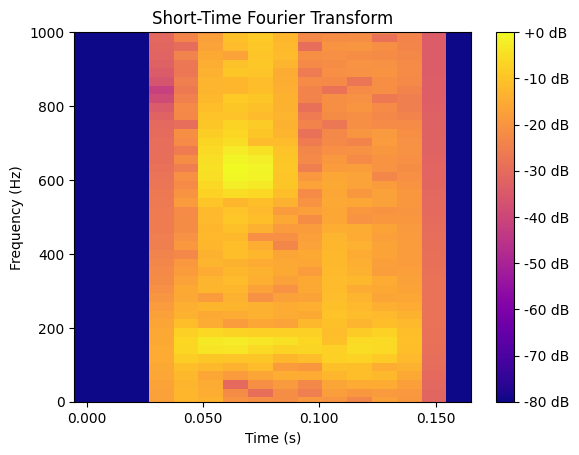 Short-Time Fourier Transform
1000
800
600
400
200
0
Frequency (Hz)
0.000
0.050
0.100
0.150
Time (s)
+0 dB
-10 dB
-20 dB
-30 dB
-40 dB
-50 dB
-60 dB
-70 dB
-80 dB